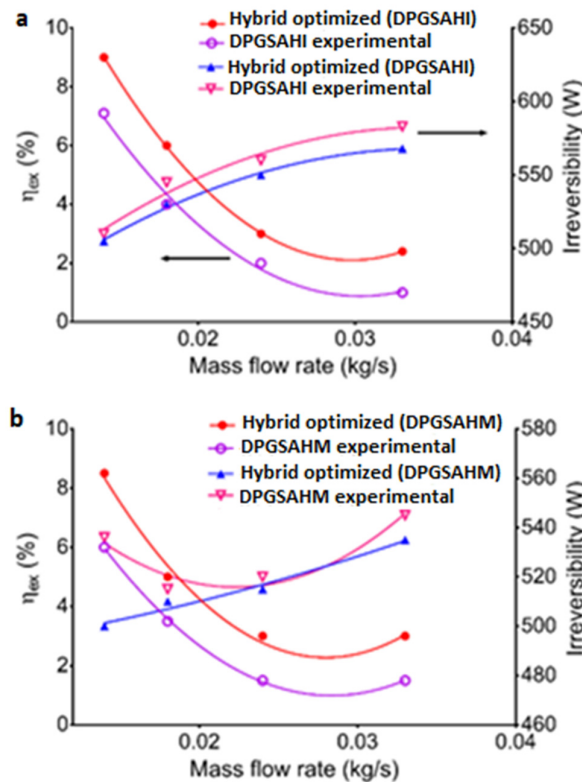 a
Hybrid optimized (DPGSAHI)
DPGSAHI experimental
Hybrid optimized (DPGSAHI)
DPGSAHI experimental
10
8
6
4
2
0
ηex (%)
650
600
550
500
450
Irreversibility (W)
0.02
0.03
0.04
Mass flow rate (kg/s)
b
Hybrid optimized (DPGSAHM)
DPGSAHM experimental
Hybrid optimized (DPGSAHM)
DPGSAHM experimental
10
8
6
4
2
0
ηex (%)
580
560
540
520
500
480
460
Irreversibility (W)
0.02
0.03
0.04
Mass flow rate (kg/s)